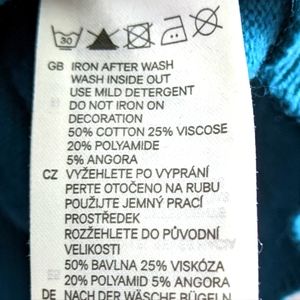 30
GB IRON AFTER WASH
WASH INSIDE OUT
USE MILD DETERGENT
DO NOT IRON ON
DECORATION
50% COTTON 25% VISCOSE
20% POLYAMIDE
5% ANGORA
CZ VYŽEHLETE PO VYPRÁNÍ
PERTE OTOČENO NA RUBU
POUŽIJTE JEMNÝ PRACÍ
PROSTŘEDEK
ROZŽEHLETE DO PŮVODNÍ
VELIKOSTI
50% BAVLNA 25% VISKÓZA
20% POLYAMID 5% ANGORA
DE NACH DER WÄSCHE BÜGELN